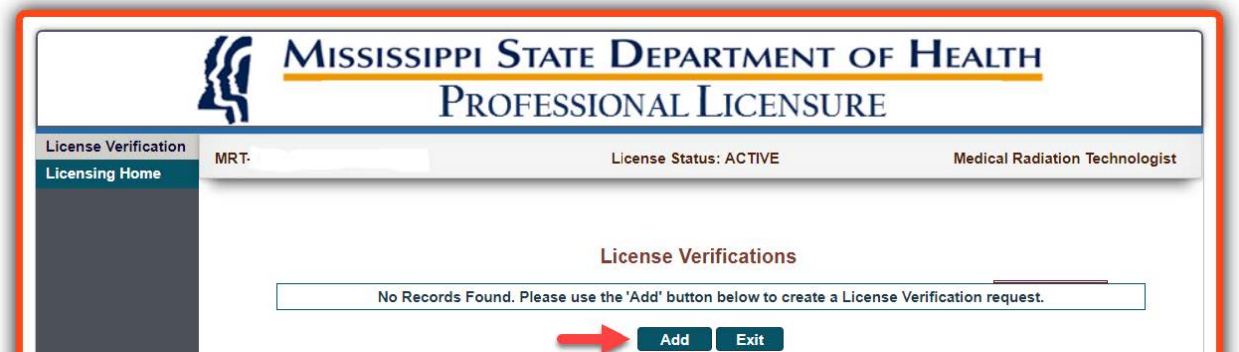 MISSISSIPPI STATE DEPARTMENT OF HEALTH
PROFESSIONAL LICENSURE
License Verification
Licensing Home
MRT- License Status: ACTIVE Medical Radiation Technologist
License Verifications
No Records Found. Please use the 'Add' button below to create a License Verification request.
Add Exit